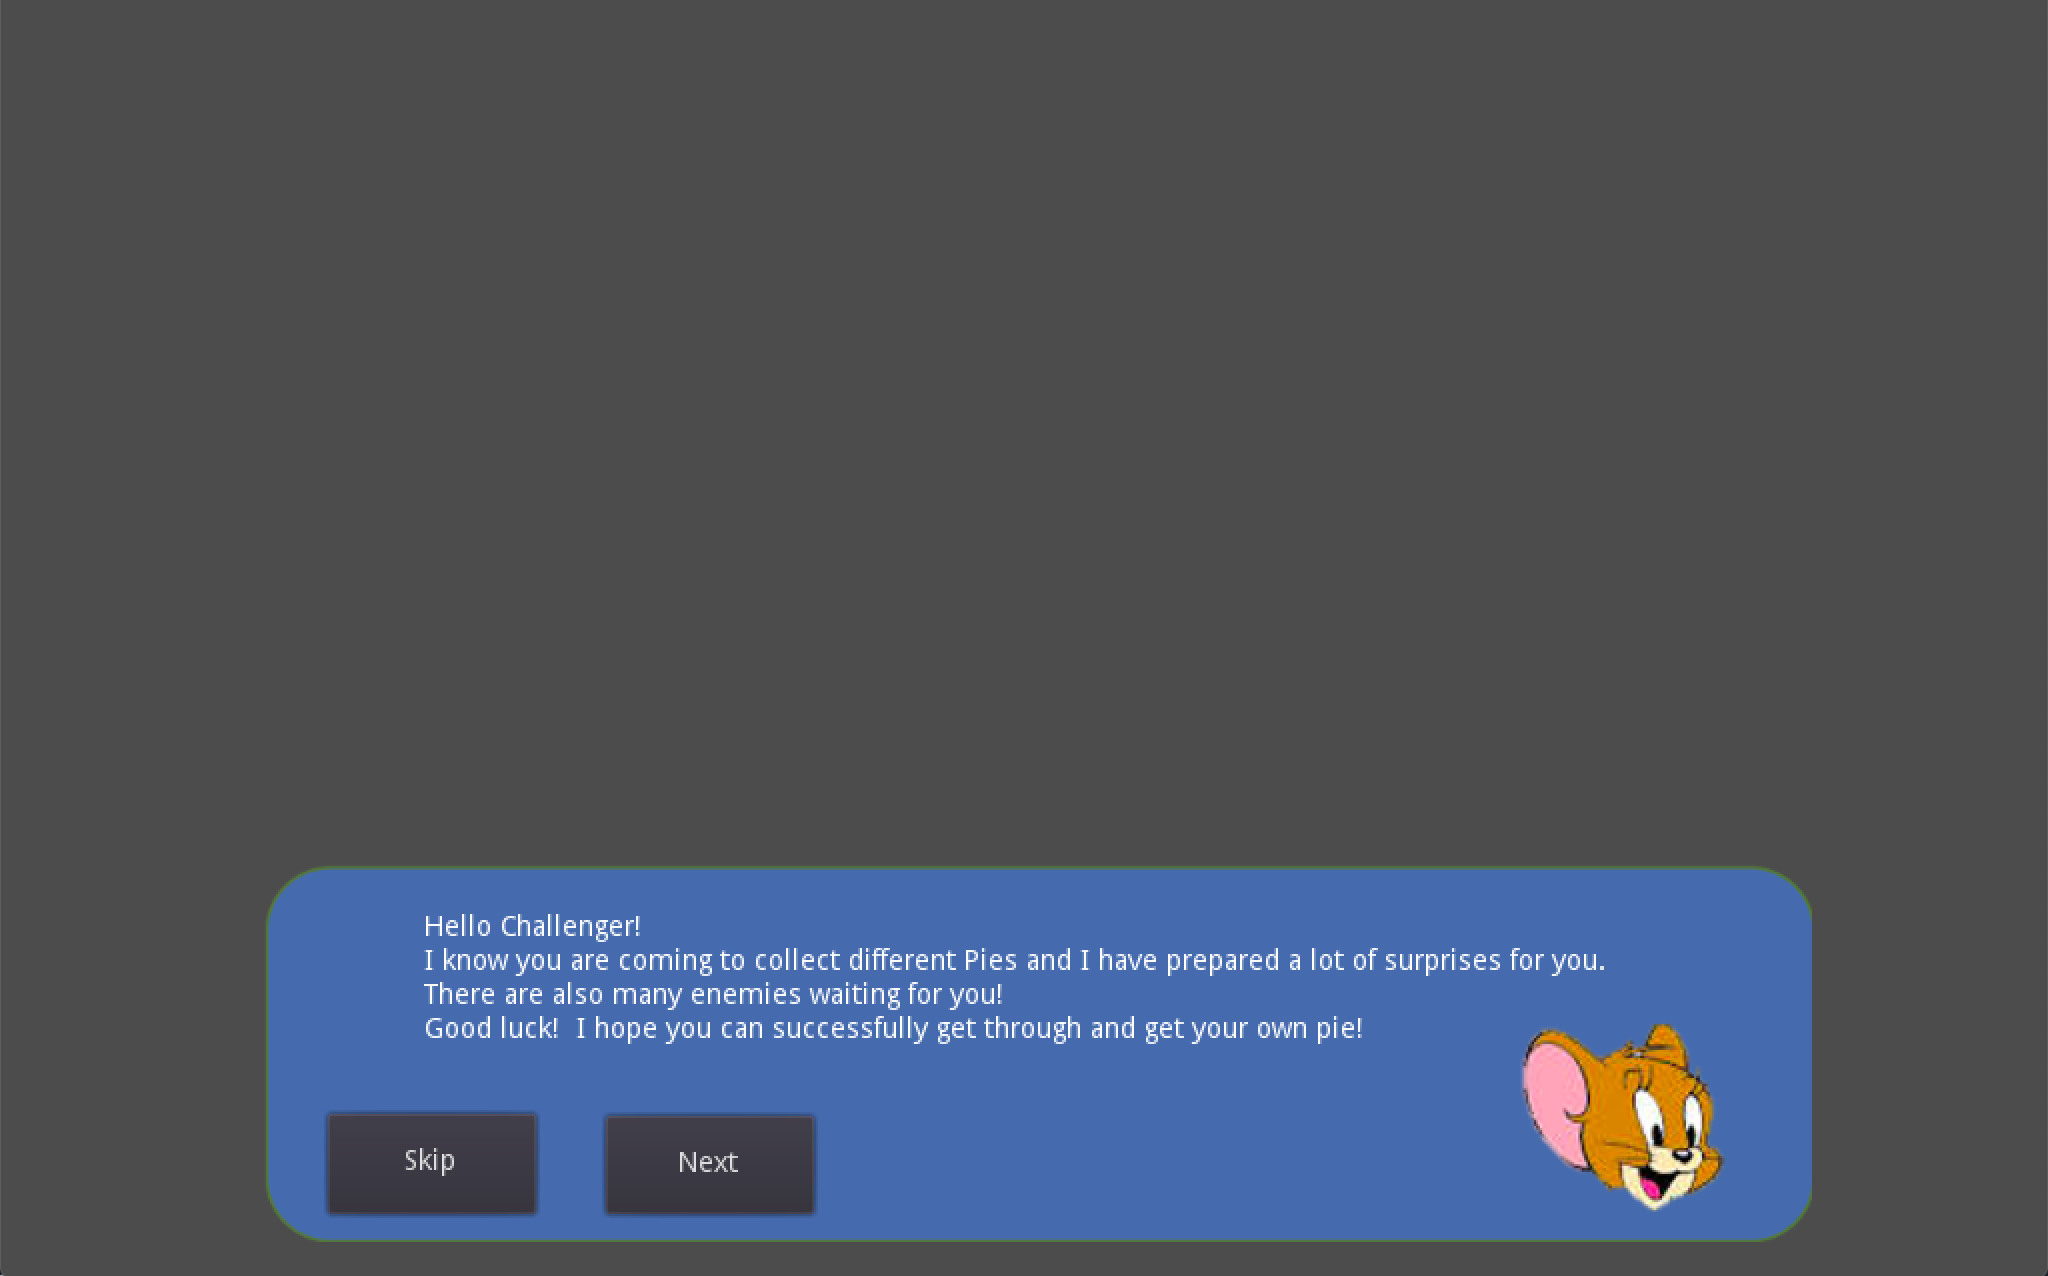 Hello Challenger!
I know you are coming to collect different Pies and I have prepared a lot of surprises for you.
There are also many enemies waiting for you!
Good luck!  I hope you can successfully get through and get your own pie!
Skip
Next